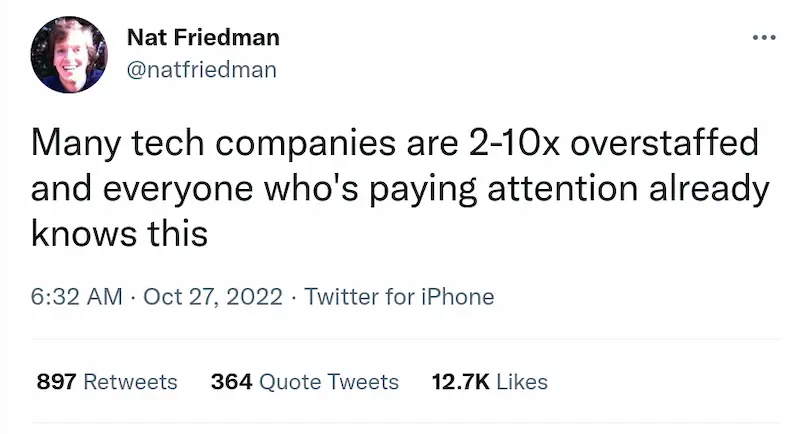 Nat Friedman
@natfriedman
Many tech companies are 2-10x overstaffed
and everyone who's paying attention already
knows this
6:32 AM · Oct 27, 2022 · Twitter for iPhone
897 Retweets 364 Quote Tweets 12.7K Likes